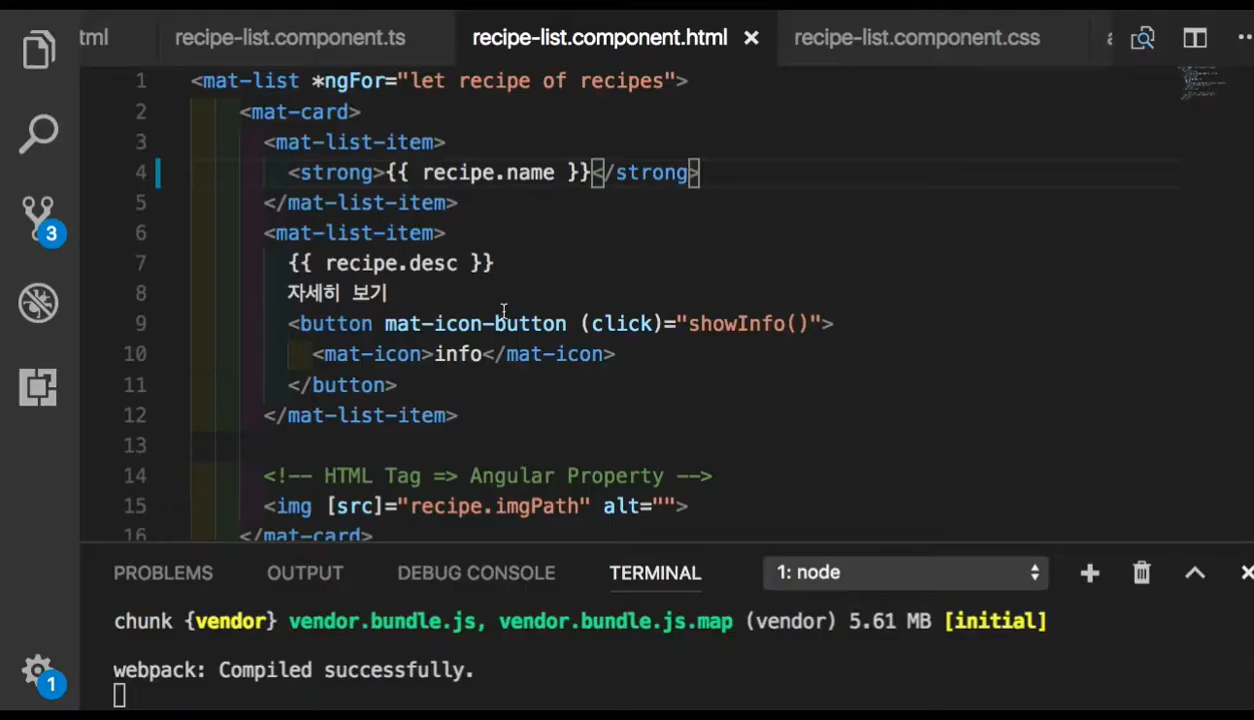 tml recipe-list.component.ts recipe-list.component.html recipe-list.component.css a
1 <mat-list *ngFor="let recipe of recipes">
2 <mat-card>
3 <mat-list-item>
4 <strong>{{ recipe.name }}</strong>
5 </mat-list-item>
6 <mat-list-item>
7 {{ recipe.desc }}
8 자세히 보기
9 <button mat-icon-button (click)="showInfo()">
10 <mat-icon>info</mat-icon>
11 </button>
12 </mat-list-item>
13
14 <!-- HTML Tag => Angular Property -->
15 <img [src]="recipe.imgPath" alt="">
16 </mat-card>
3
1
PROBLEMS OUTPUT DEBUG CONSOLE TERMINAL 1: node
chunk {vendor} vendor.bundle.js, vendor.bundle.js.map (vendor) 5.61 MB [initial]
webpack: Compiled successfully.